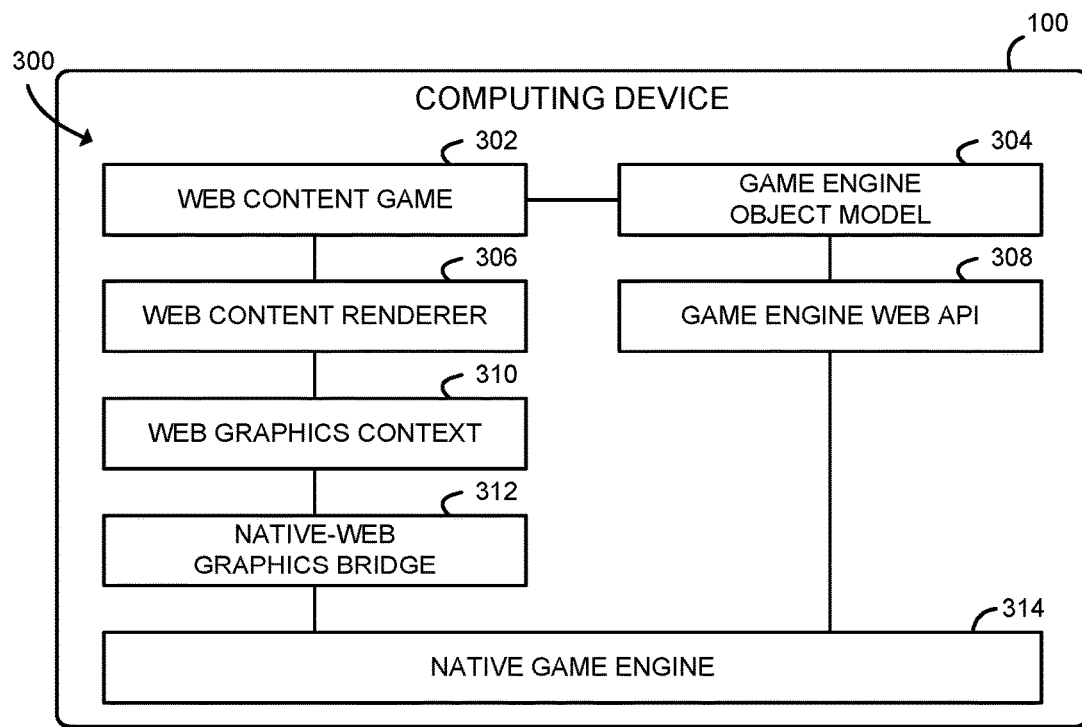 100
300
COMPUTING DEVICE
302
304
WEB CONTENT GAME
GAME ENGINE
OBJECT MODEL
306
308
WEB CONTENT RENDERER
GAME ENGINE WEB API
310
WEB GRAPHICS CONTEXT
312
NATIVE-WEB
GRAPHICS BRIDGE
314
NATIVE GAME ENGINE